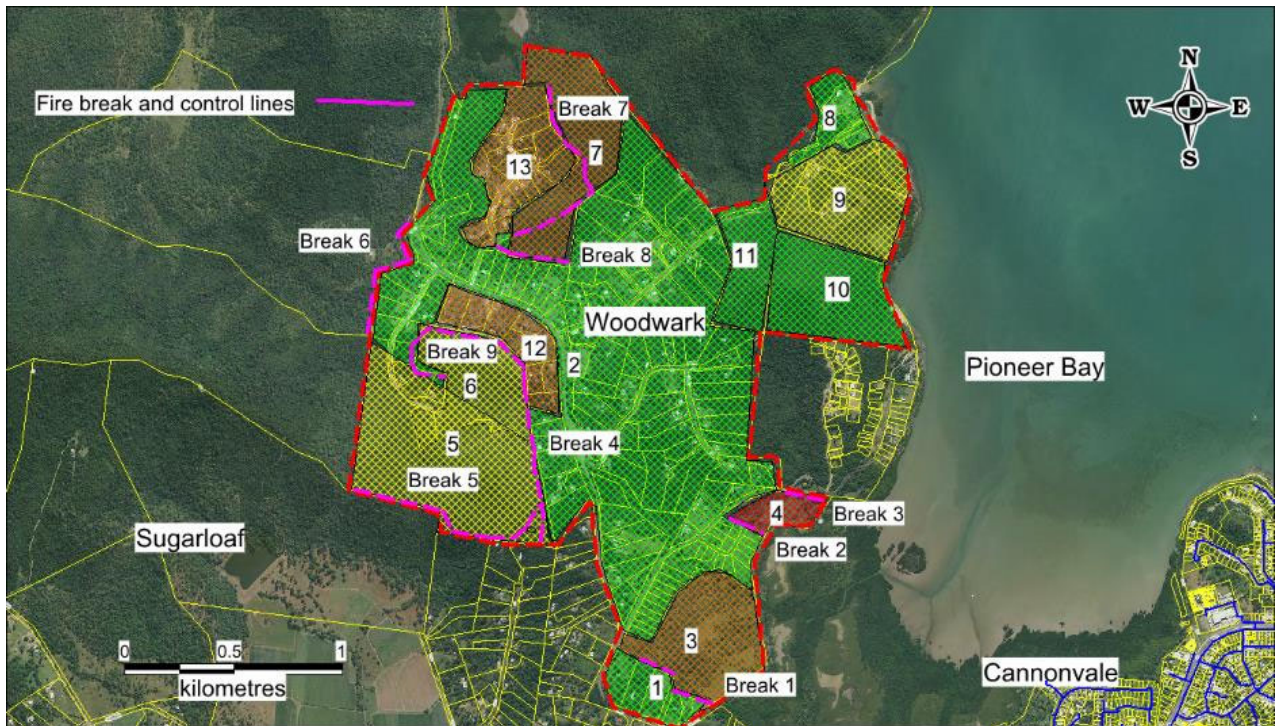 N
W
E
S
Fire break and control lines
Break 7
8
7
13
9
Break 6
Break 8
11
10
Woodwark
Break 9
12
2
Pioneer Bay
6
5
Break 4
Break 5
4
Break 3
Sugarloaf
Break 2
0
0.5
1
kilometres
3
1
Break 1
Cannonvale